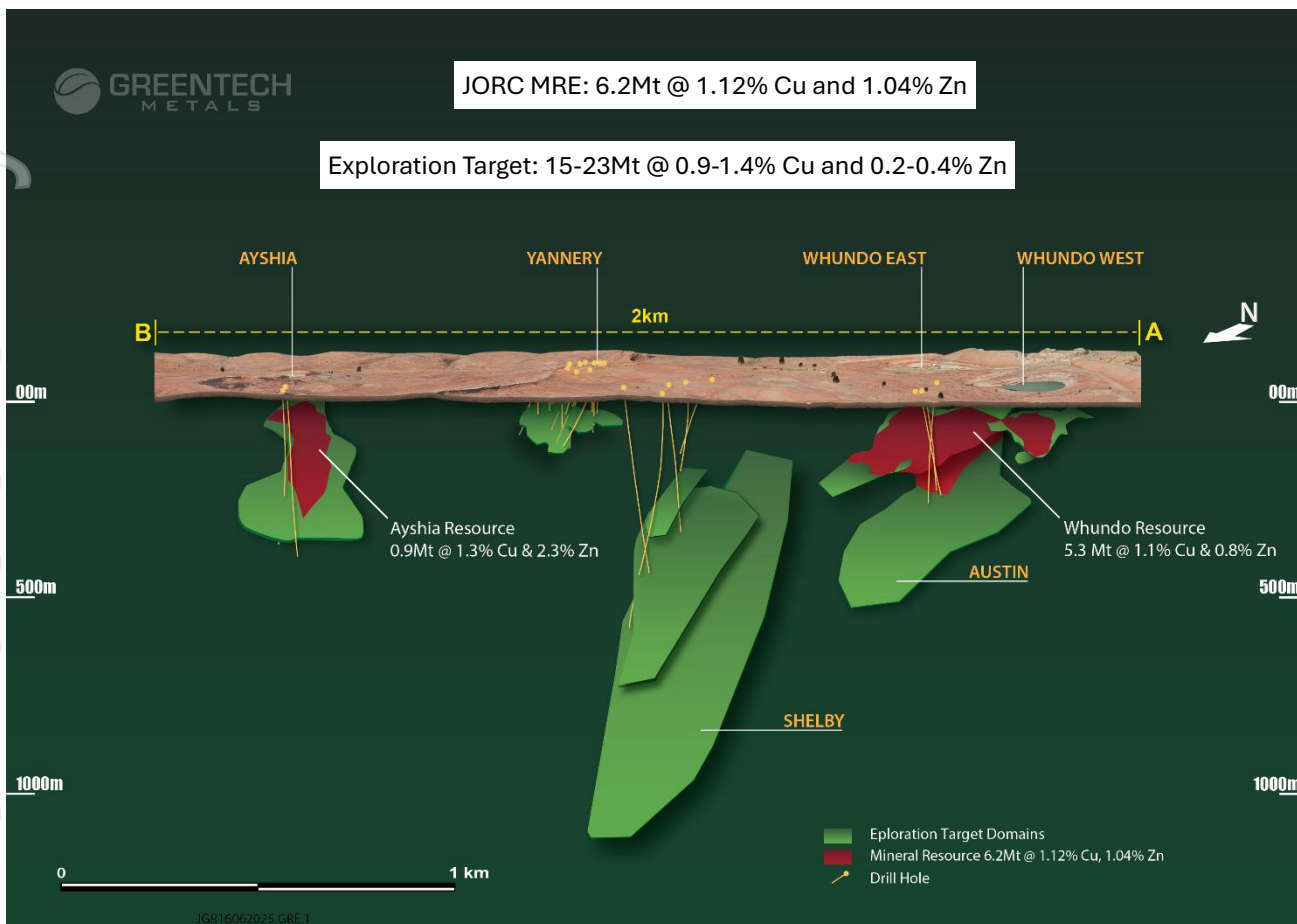 GREENTECH
METALS
JORC MRE: 6.2Mt @ 1.12% Cu and 1.04% Zn
Exploration Target: 15-23Mt @ 0.9-1.4% Cu and 0.2-0.4% Zn
AYSHIA
YANNERY
WHUNDO EAST
WHUNDO WEST
B
2km
A
N
00m
00m
Ayshia Resource
0.9Mt @ 1.3% Cu & 2.3% Zn
Whundo Resource
5.3 Mt @ 1.1% Cu & 0.8% Zn
AUSTIN
500m
500m
SHELBY
1000m
1000m
Eploration Target Domains
Mineral Resource 6.2Mt @ 1.12% Cu, 1.04% Zn
Drill Hole
0
1 km
JGR16062025.GRE.1